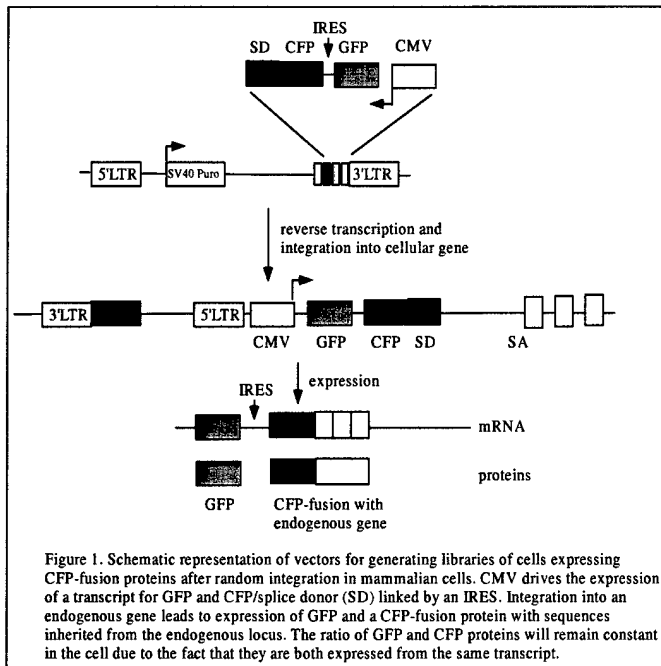 IRES
SD CFP GFP CMV
5'LTR SV40 Puro 3'LTR
reverse transcription and
integration into cellular gene
3'LTR 5'LTR
CMV GFP CFP SD SA
expression
IRES
mRNA
proteins
GFP CFP-fusion with
endogenous gene
Figure 1. Schematic representation of vectors for generating libraries of cells expressing
CFP-fusion proteins after random integration in mammalian cells. CMV drives the expression
of a transcript for GFP and CFP/splice donor (SD) linked by an IRES. Integration into an
endogenous gene leads to expression of GFP and a CFP-fusion protein with sequences
inherited from the endogenous locus. The ratio of GFP and CFP proteins will remain constant
in the cell due to the fact that they are both expressed from the same transcript.